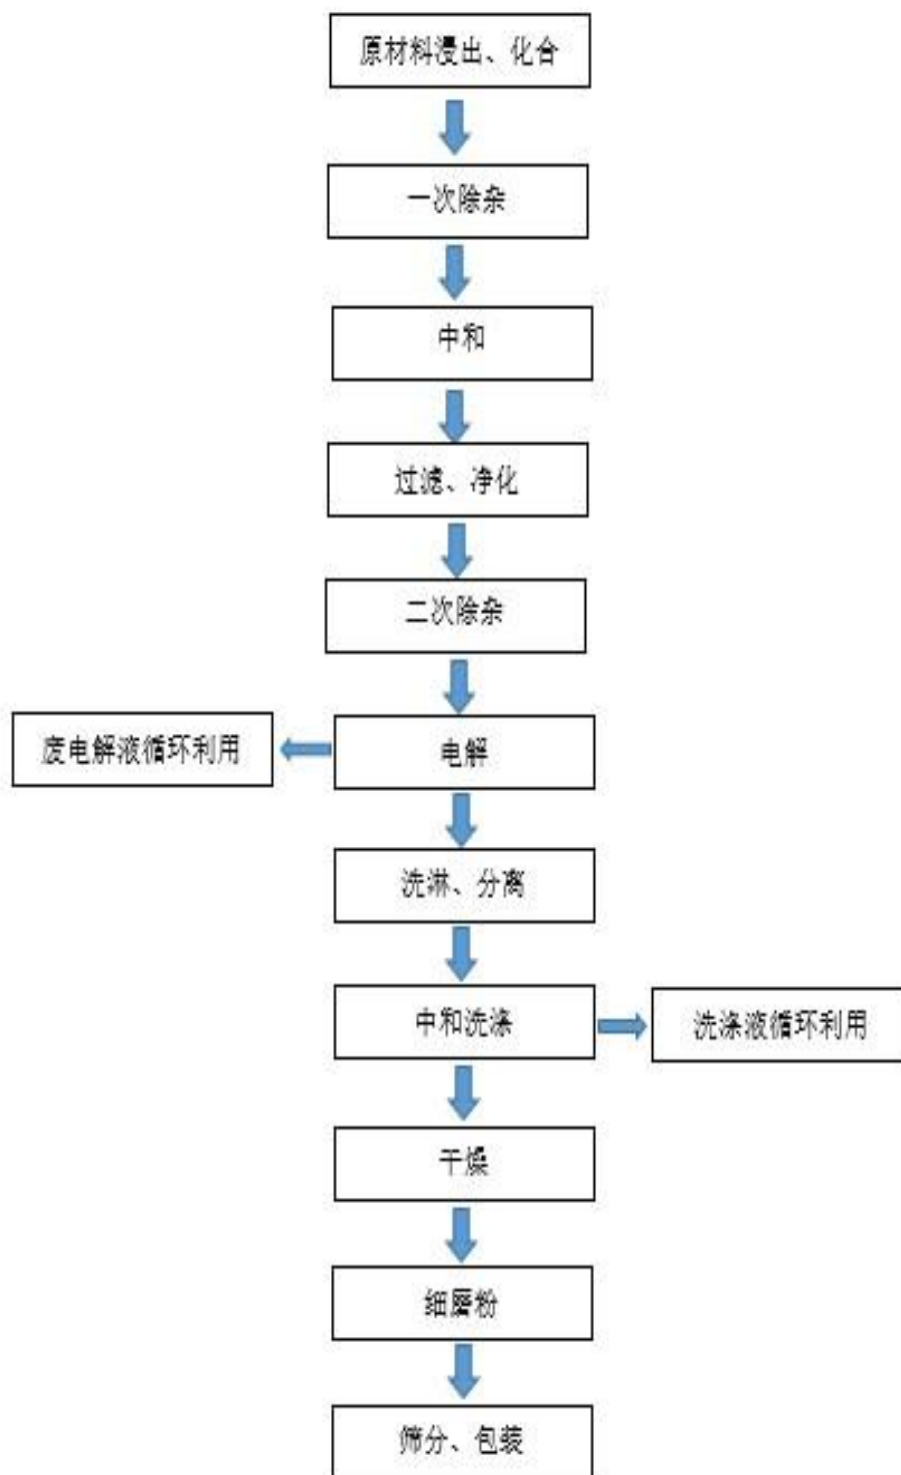 原材料浸出、化合
一次除杂
中和
过滤、净化
二次除杂
废电解液循环利用
电解
洗淋、分离
中和洗涤
洗涤液循环利用
干燥
细磨粉
筛分、包装